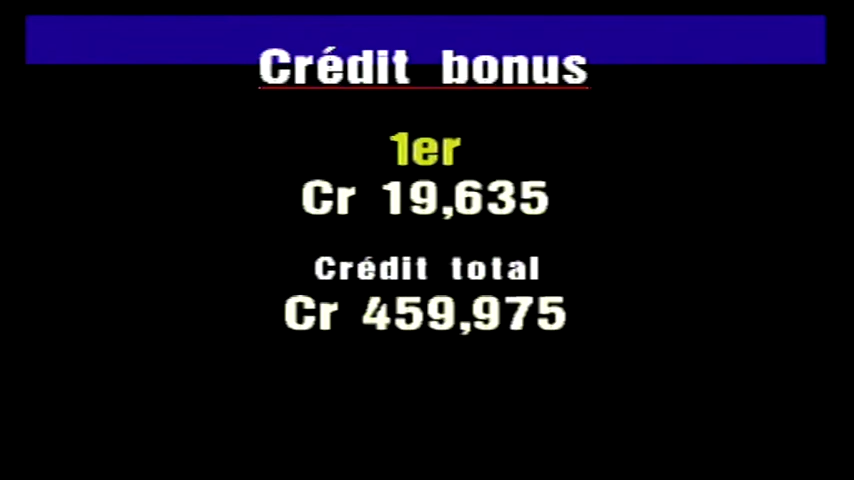 Crédit bonus
1er
Cr 19,635
Crédit total
Cr 459,975